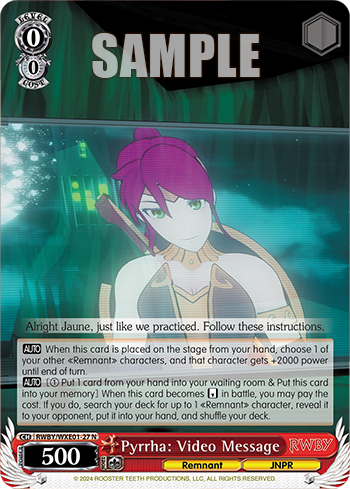 LEVEL
0
0
COST
SAMPLE
Alright Jaune, just like we practiced. Follow these instructions.
AUTO When this card is placed on the stage from your hand, choose 1 of
your other «Remnant» characters, and that character gets +2000 power
until end of turn.
AUTO [① Put 1 card from your hand into your waiting room & Put this
card into your memory] When this card becomes [ ] in battle, you may pay the
cost. If you do, search your deck for up to 1 «Remnant» character, reveal it
to your opponent, put it into your hand, and shuffle your deck.
CH RWBY/WXE01-27 N
POWER 500 Pyrrha: Video Message RWBY
Remnant JNPR
© 2024 ROOSTER TEETH PRODUCTIONS, LLC, ALL RIGHTS RESERVED.